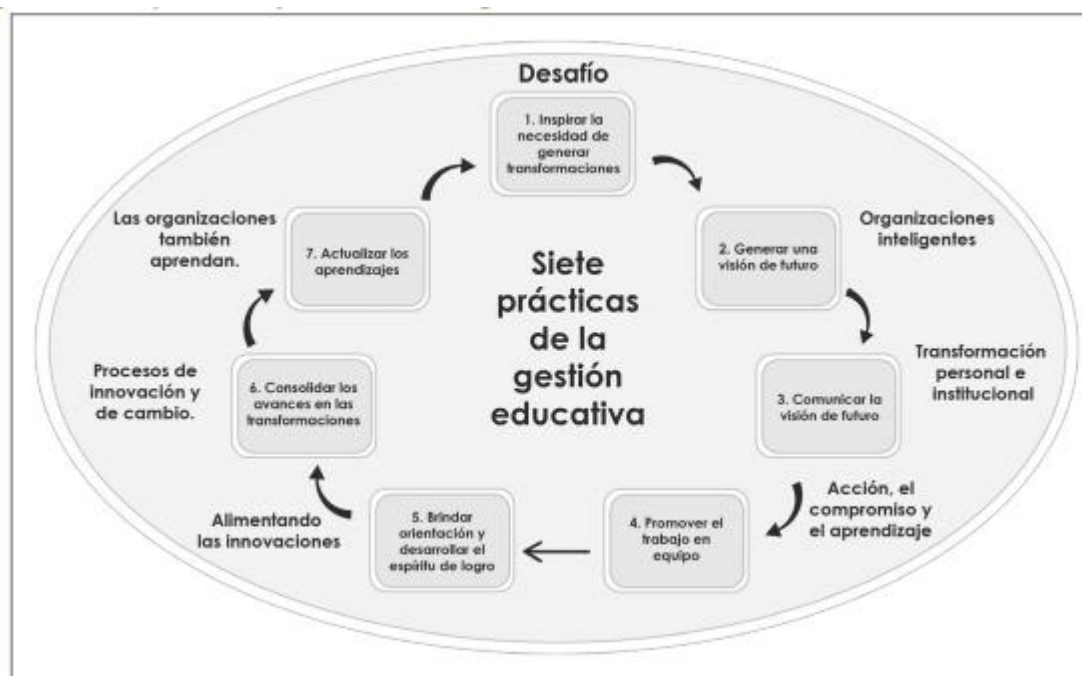 Desafío
1. Inspirar la
necesidad de
generar
transformaciones
Organizaciones
inteligentes
2. Generar una
visión de futuro
Transformación
personal e
institucional
3. Comunicar la
visión de futuro
Acción, el
compromiso y
el aprendizaje
4. Promover el
trabajo en
equipo
5. Brindar
orientación y
desarrollar el
espíritu de logro
Alimentando
las innovaciones
6. Consolidar los
avances en las
transformaciones
Procesos de
innovación y
de cambio.
7. Actualizar los
aprendizajes
Las organizaciones
también
aprendan.
Siete
prácticas
de la
gestión
educativa